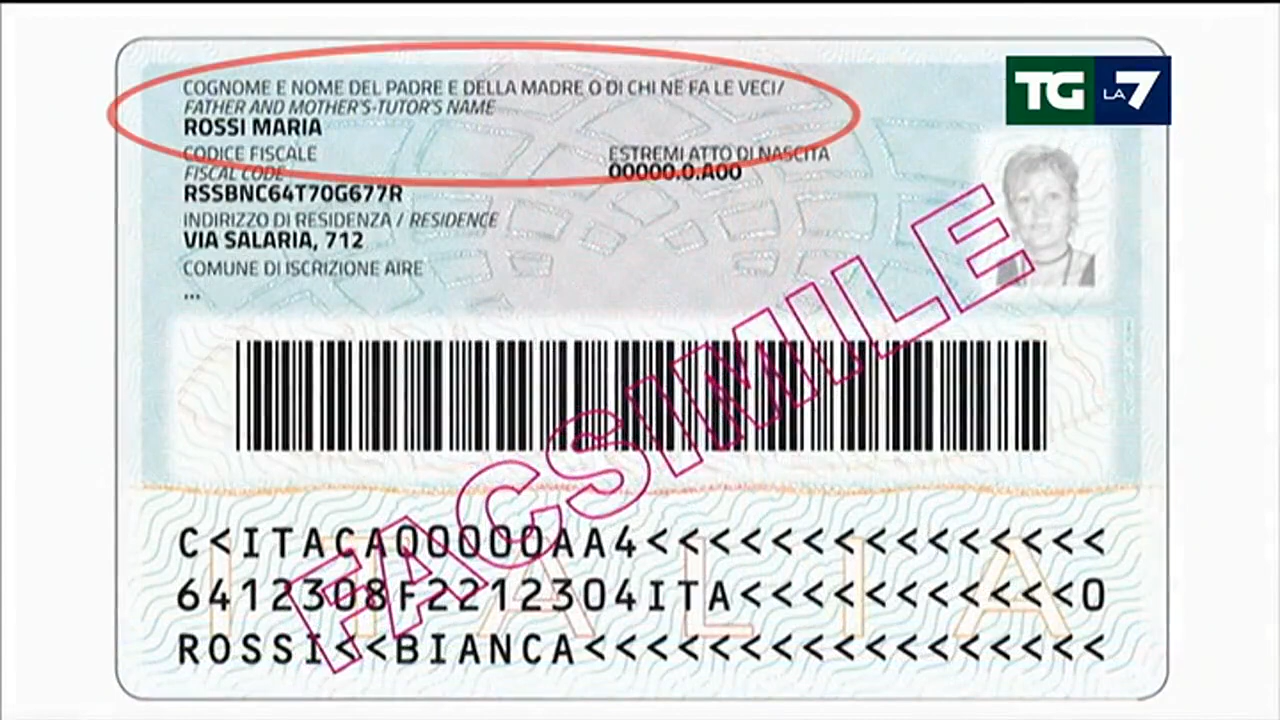 COGNOME E NOME DEL PADRE E DELLA MADRE O DI CHI NE FA LE VECI/
FATHER AND MOTHER'S-TUTOR'S NAME
ROSSI MARIA
CODICE FISCALE
FISCAL CODE
RSSBNC64T70G677R
ESTREMI ATTO DI NASCITA
00000.0.A00
INDIRIZZO DI RESIDENZA / RESIDENCE
VIA SALARIA, 712
COMUNE DI ISCRIZIONE AIRE
...
TG LA7
FACSIMILE
ITALIA
C<ITACA00000AA4<<<<<<<<<<<<<<<
6412308F2212304ITA<<<<<<<<<<<0
ROSSI<<BIANCA<<<<<<<<<<<<<<<<<